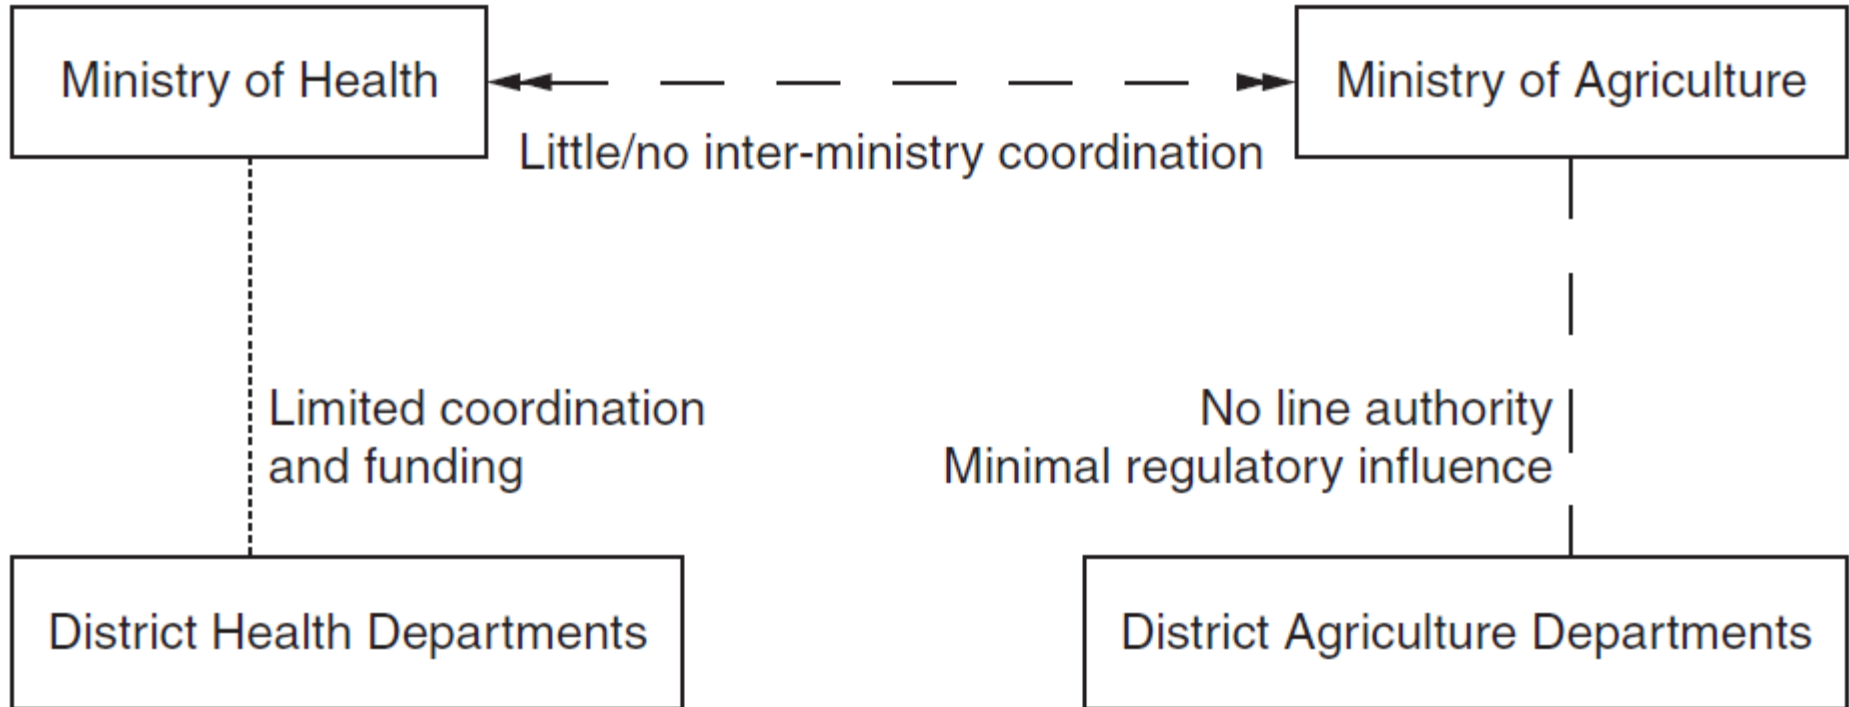 Ministry of Health
Ministry of Agriculture
Little/no inter-ministry coordination
Limited coordination
and funding
No line authority
Minimal regulatory influence
District Health Departments
District Agriculture Departments